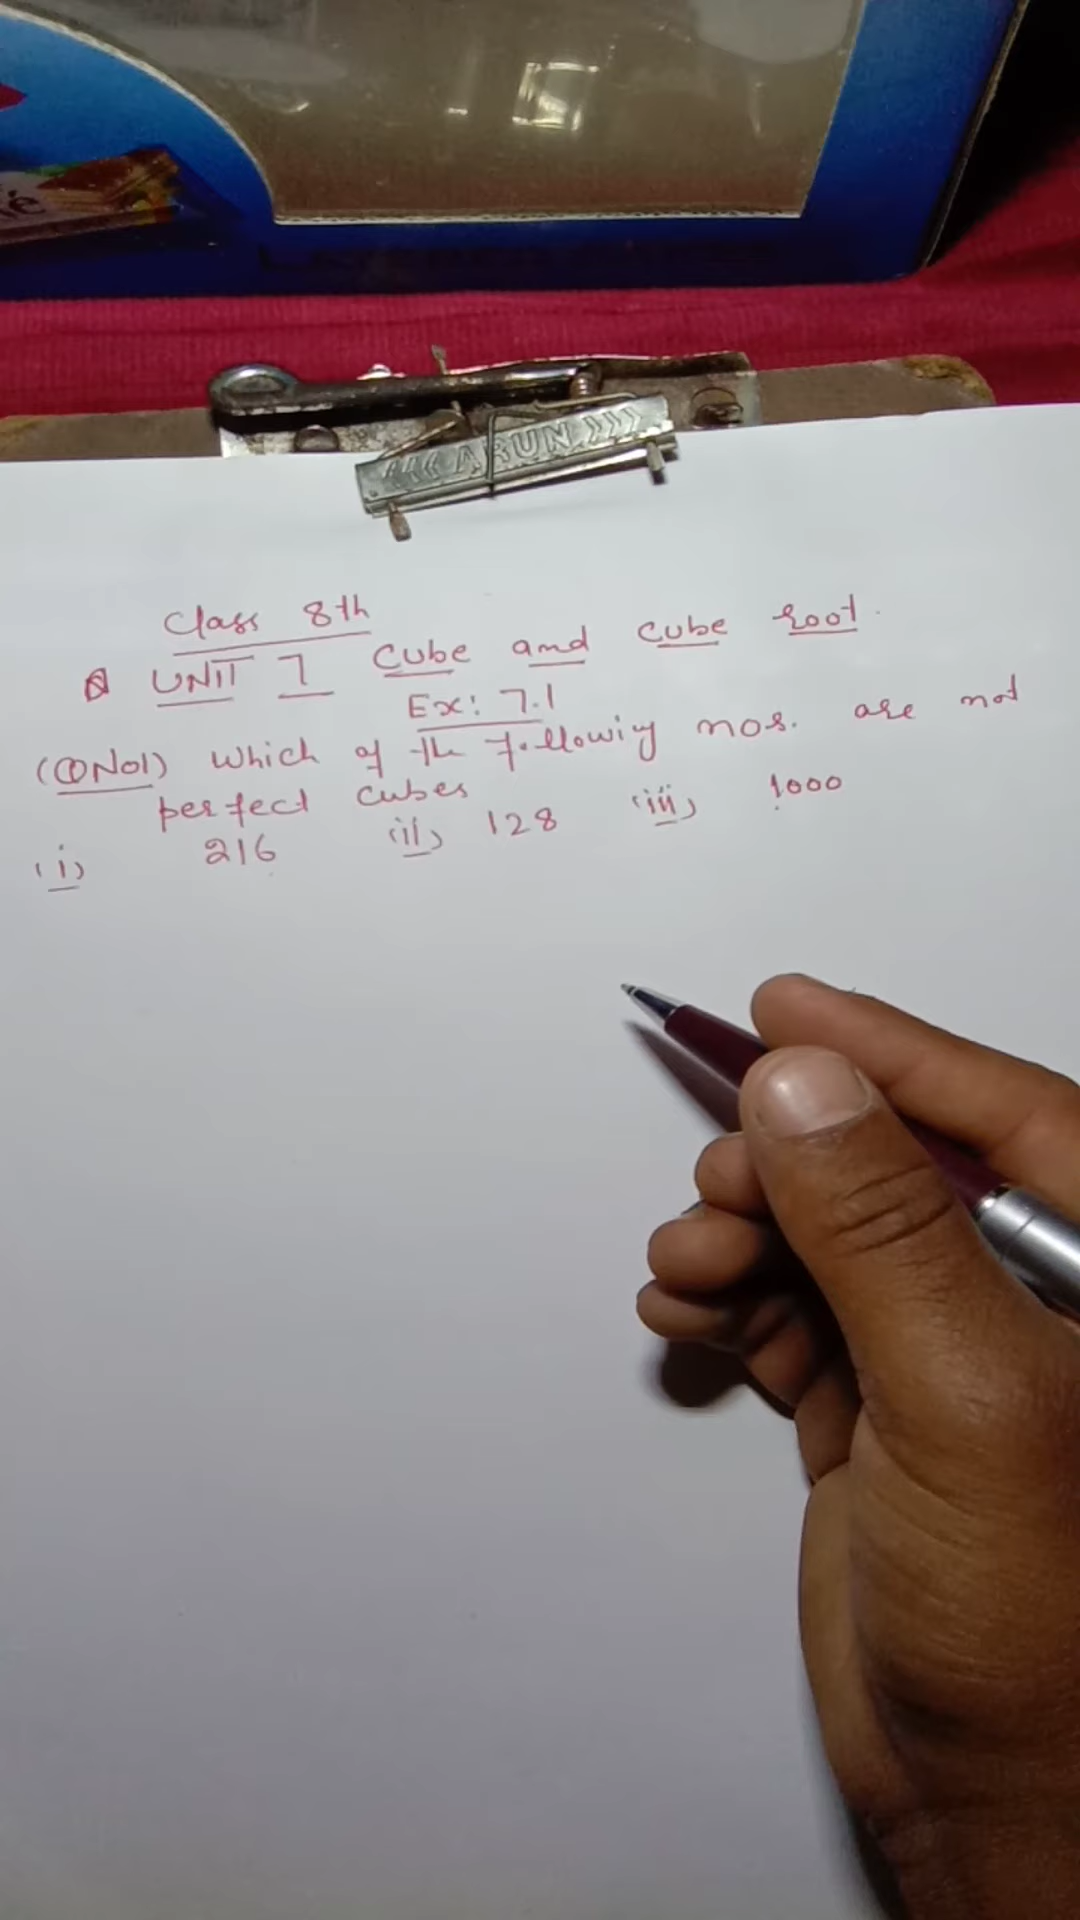 <<< ARUN >>>
Class 8th
UNIT 7 Cube and Cube root.
Ex: 7.1
(QNo1) Which of the following nos. are not
perfect cubes
(i) 216 (ii) 128 (iii) 1000